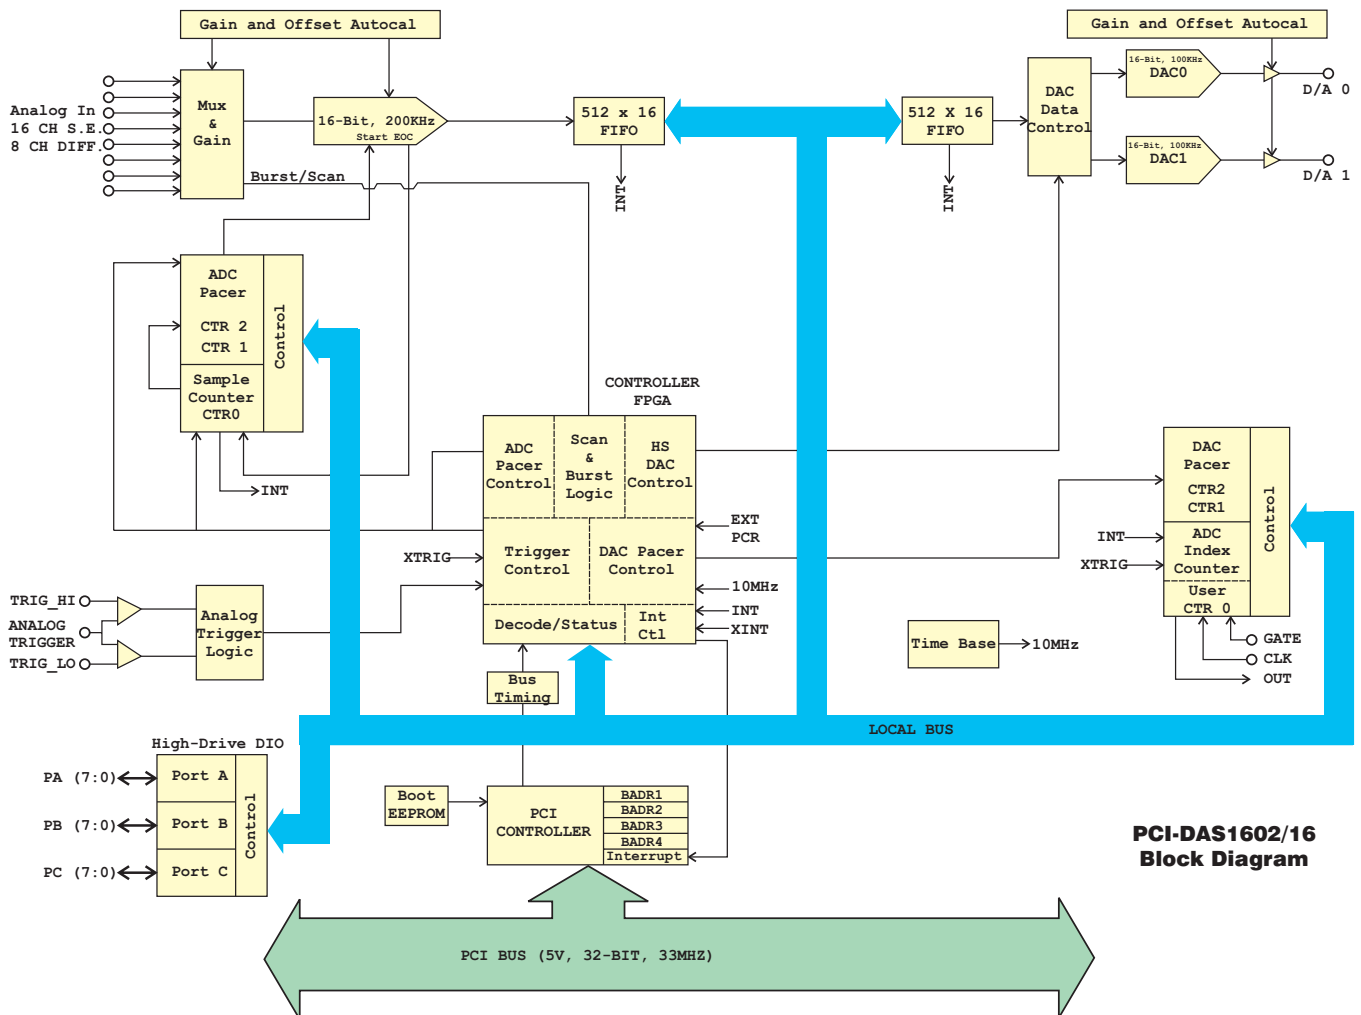 Gain and Offset Autocal
Gain and Offset Autocal
Analog In
16 CH S.E.
8 CH DIFF.
Mux
&
Gain
16-Bit, 200KHz
Start EOC
512 x 16
FIFO
INT
512 X 16
FIFO
INT
DAC
Data
Control
16-Bit, 100KHz
DAC0
D/A 0
16-Bit, 100KHz
DAC1
D/A 1
Burst/Scan
ADC
Pacer
CTR 2
CTR 1
Control
Sample
Counter
CTR0
INT
CONTROLLER
FPGA
ADC
Pacer
Control
Scan
&
Burst
Logic
HS
DAC
Control
EXT
PCR
XTRIG
Trigger
Control
DAC Pacer
Control
10MHz
INT
XINT
Decode/Status
Int
Ctl
DAC
Pacer
CTR2
CTR1
Control
INT
XTRIG
ADC
Index
Counter
User
CTR 0
GATE
CLK
OUT
Time Base
10MHz
TRIG_HI
ANALOG
TRIGGER
TRIG_LO
Analog
Trigger
Logic
Bus
Timing
LOCAL BUS
High-Drive DIO
PA (7:0)
Port A
PB (7:0)
Port B
PC (7:0)
Port C
Control
Boot
EEPROM
PCI
CONTROLLER
BADR1
BADR2
BADR3
BADR4
Interrupt
PCI-DAS1602/16
Block Diagram
PCI BUS (5V, 32-BIT, 33MHZ)